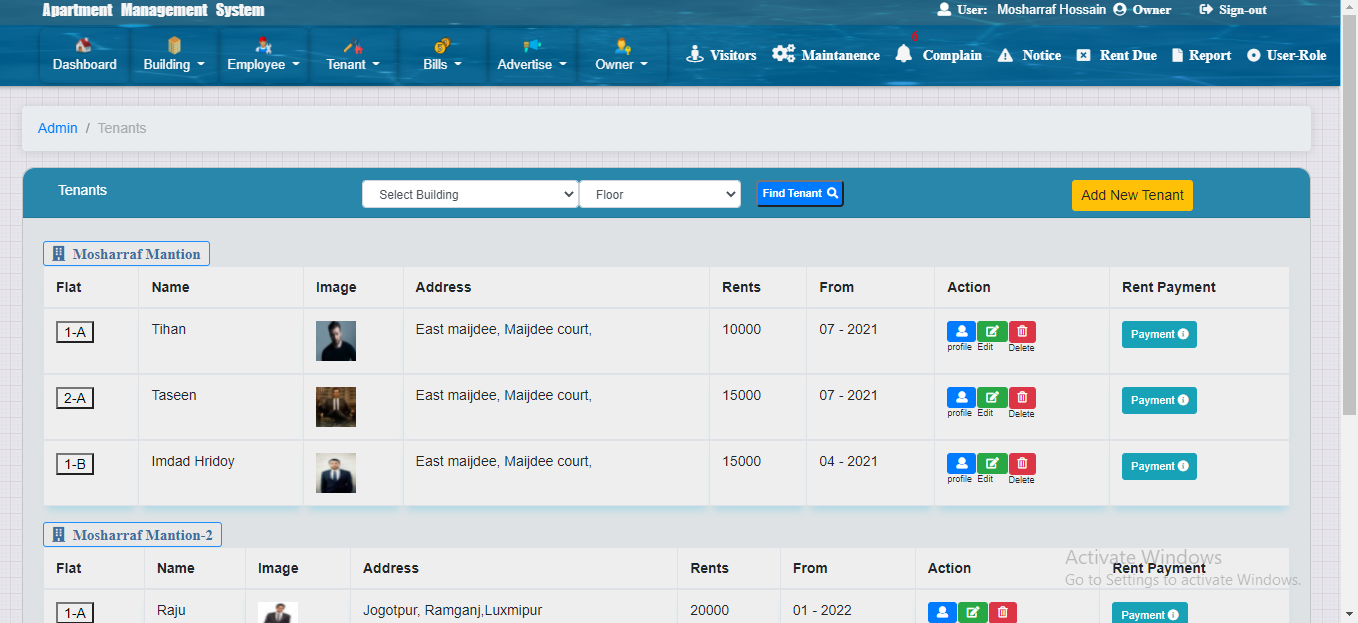 Apartment Management System
User: Mosharraf Hossain Owner Sign-out
Dashboard Building Employee Tenant Bills Advertise Owner Visitors Maintanence 0 Complain Notice Rent Due Report User-Role
Admin / Tenants
Tenants Select Building Floor Find Tenant Add New Tenant
Mosharraf Mantion
Flat Name Image Address Rents From Action Rent Payment
1-A Tihan East maijdee, Maijdee court, 10000 07 - 2021 Payment
profile Edit Delete
2-A Taseen East maijdee, Maijdee court, 15000 07 - 2021 Payment
profile Edit Delete
1-B Imdad Hridoy East maijdee, Maijdee court, 15000 04 - 2021 Payment
profile Edit Delete
Mosharraf Mantion-2
Flat Name Image Address Rents From Action Rent Payment
1-A Raju Jogotpur, Ramganj,Luxmipur 20000 01 - 2022 Payment
Activate Windows
Go to Settings to activate Windows.